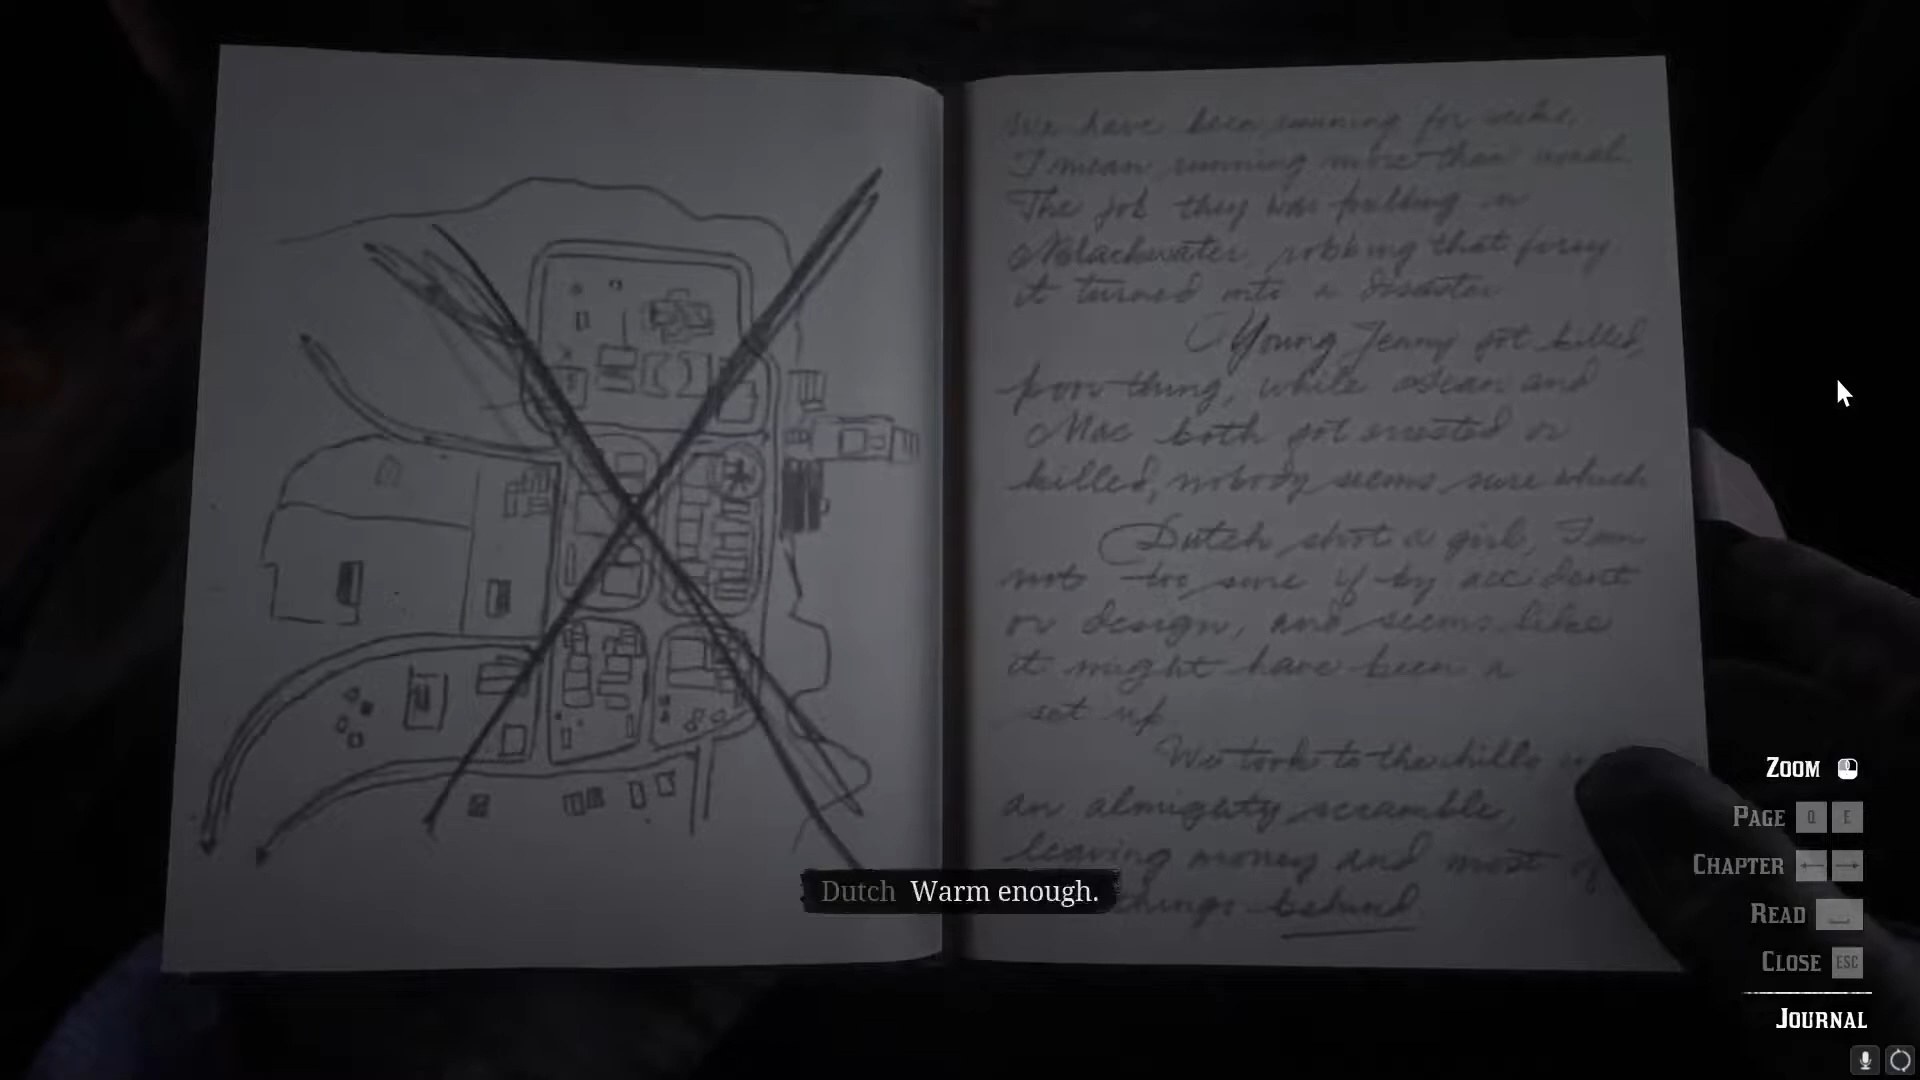 We have been running for weeks.
I mean running more than usual.
The job they was pulling in
Blackwater robbing that ferry
it turned into a disaster
Young Jenny got killed,
poor thing, while and
Mac both got arrested or
killed, nobody seems sure which
Dutch shot a girl, I am
not too sure if by accident
or design, and seems like
it might have been a
set up
We took to the hills in
an almighty scramble,
leaving money and most of
things behind
Dutch Warm enough.
ZOOM
PAGE Q E
CHAPTER ← →
READ
CLOSE ESC
JOURNAL